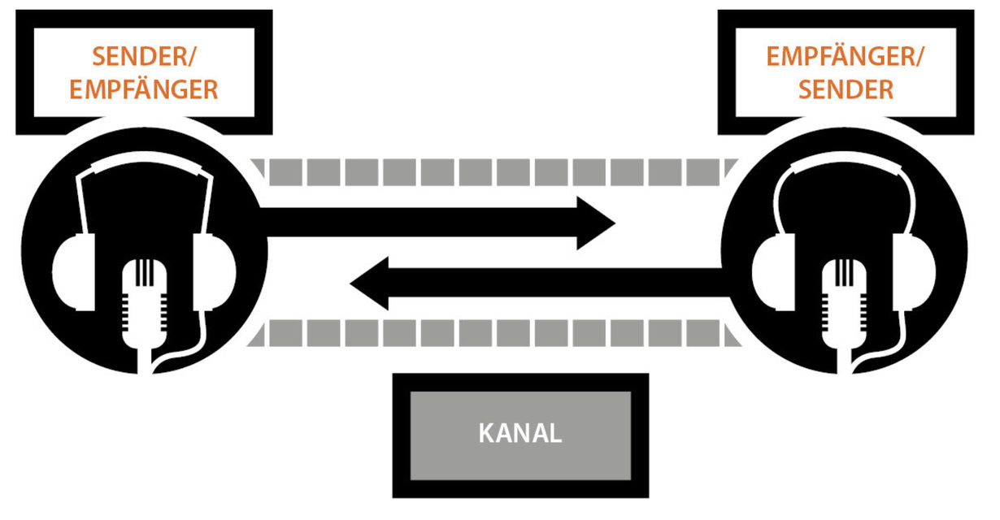 SENDER/
EMPFÄNGER
EMPFÄNGER/
SENDER
KANAL